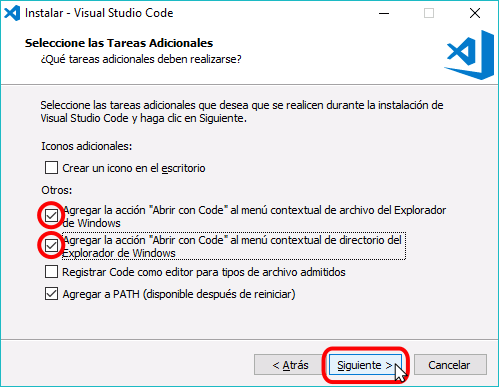 Instalar - Visual Studio Code
Seleccione las Tareas Adicionales
¿Qué tareas adicionales deben realizarse?
Seleccione las tareas adicionales que desea que se realicen durante la instalación de
Visual Studio Code y haga clic en Siguiente.
Iconos adicionales:
Crear un icono en el escritorio
Otros:
Agregar la acción "Abrir con Code" al menú contextual de archivo del Explorador
de Windows
Agregar la acción "Abrir con Code" al menú contextual de directorio del
Explorador de Windows
Registrar Code como editor para tipos de archivo admitidos
Agregar a PATH (disponible después de reiniciar)
< Atrás
Siguiente >
Cancelar